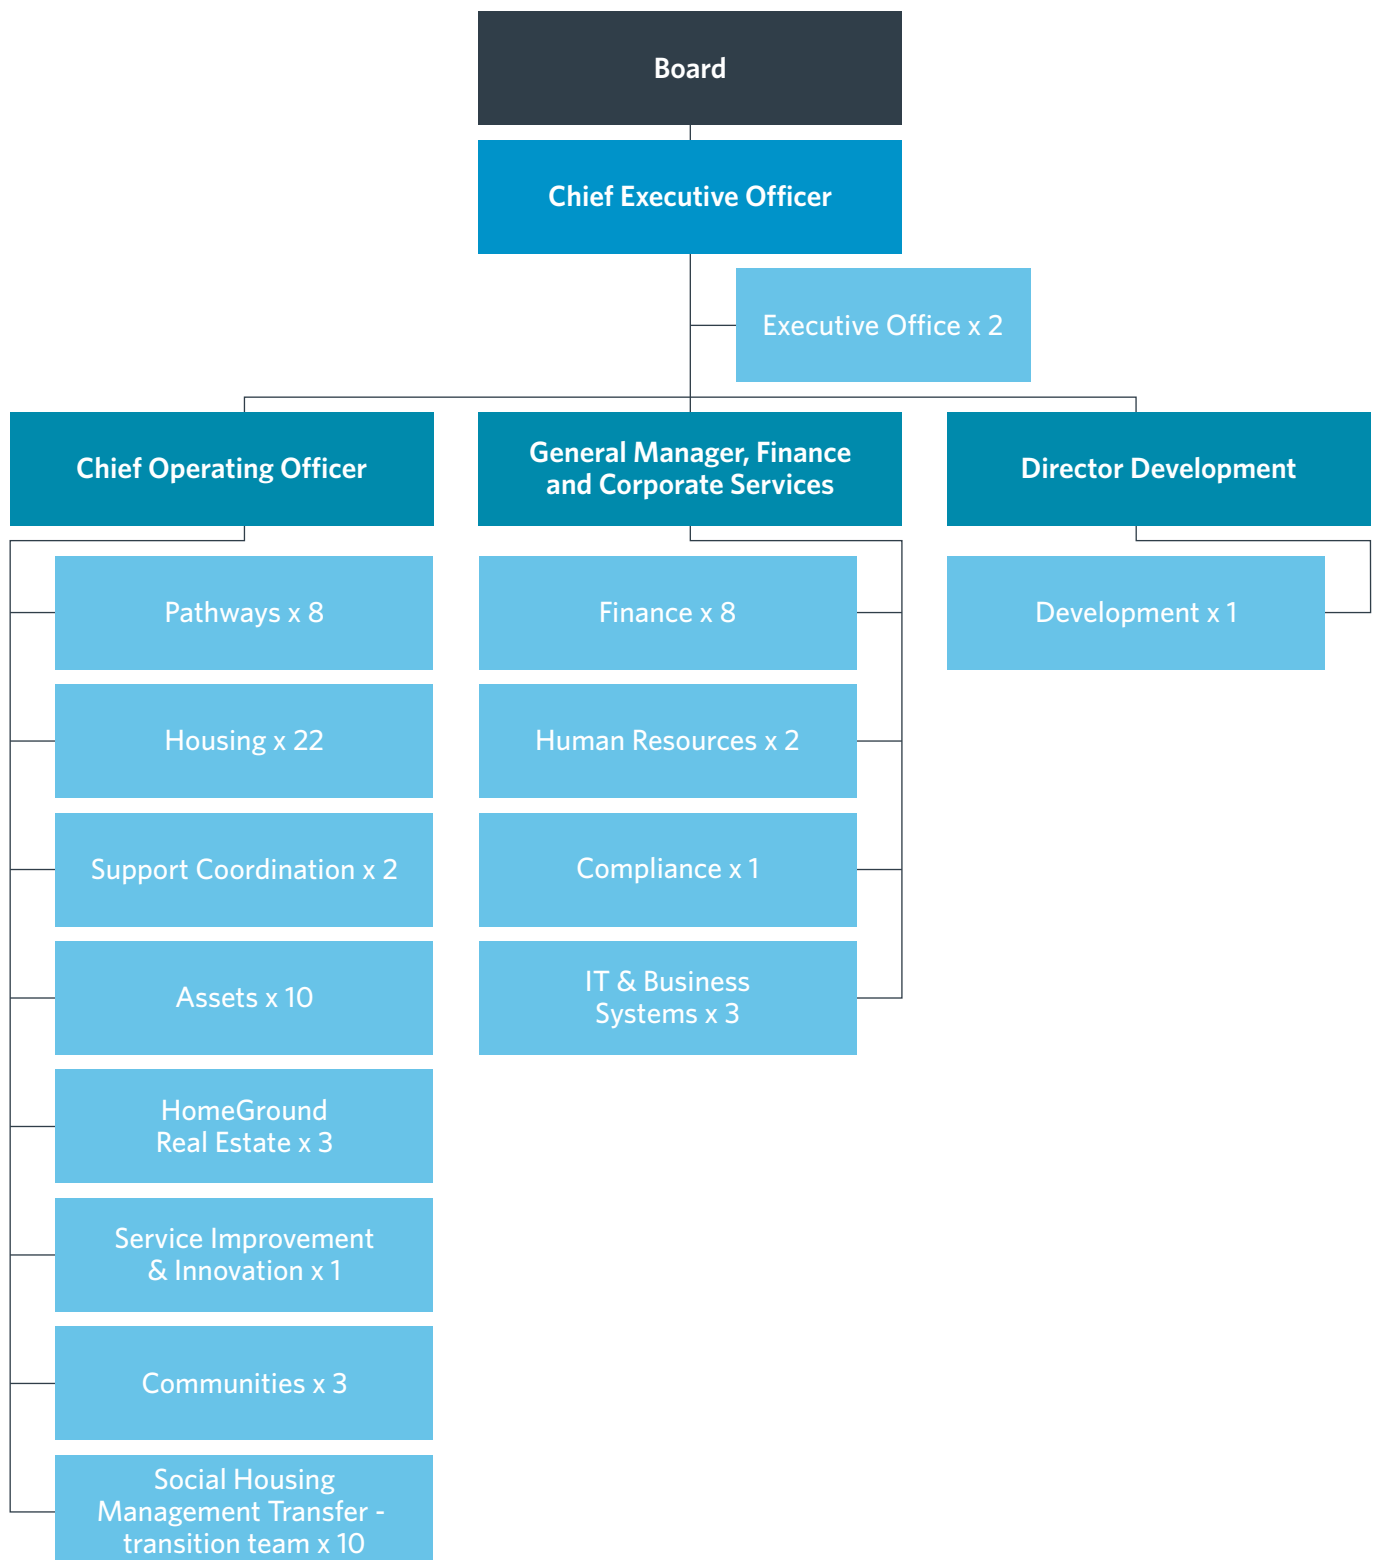 Board
Chief Executive Officer
Executive Office x 2
Chief Operating Officer
General Manager, Finance
and Corporate Services
Director Development
Pathways x 8
Housing x 22
Support Coordination x 2
Assets x 10
HomeGround
Real Estate x 3
Service Improvement
& Innovation x 1
Communities x 3
Social Housing
Management Transfer -
transition team x 10
Finance x 8
Human Resources x 2
Compliance x 1
IT & Business
Systems x 3
Development x 1